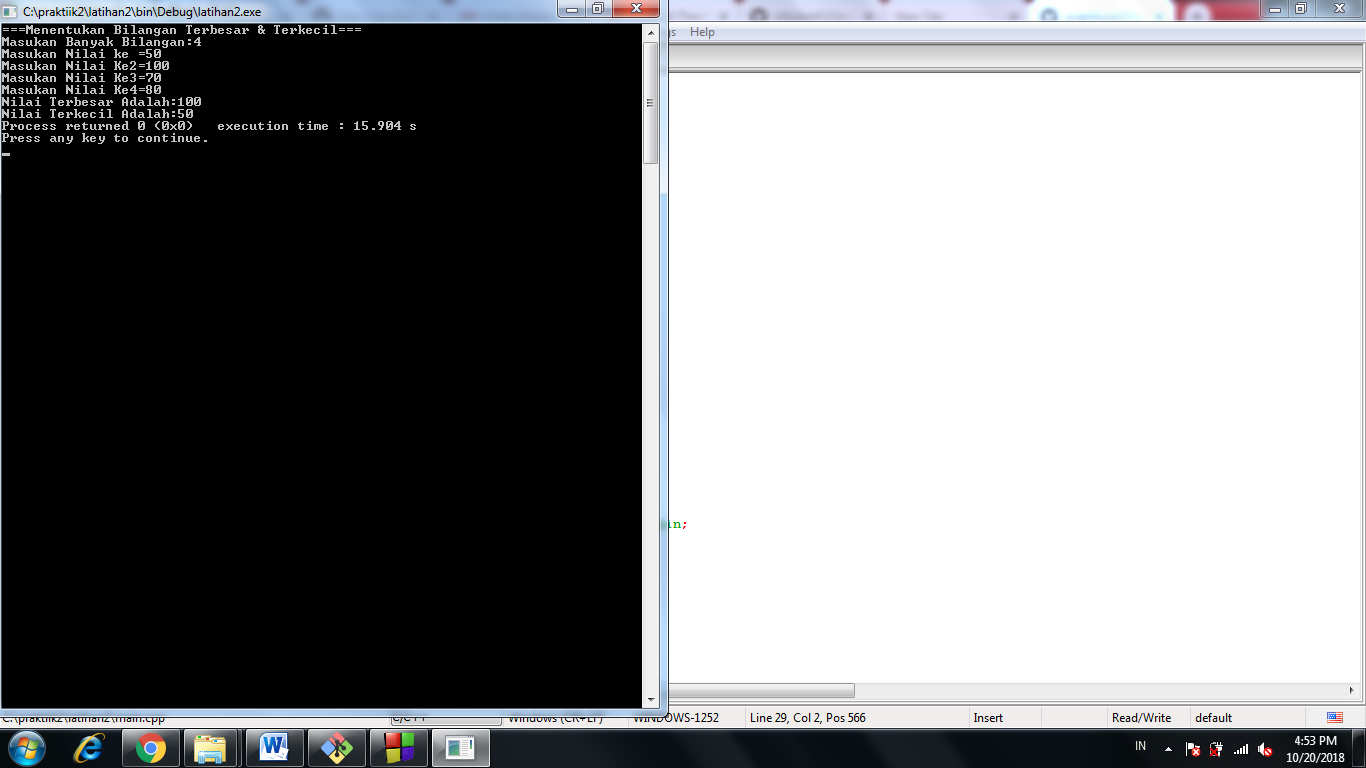 C:\praktiik2\latihan2\bin\Debug\latihan2.exe
===Menentukan Bilangan Terbesar & Terkecil===
Masukan Banyak Bilangan:4
Masukan Nilai ke =50
Masukan Nilai Ke2=100
Masukan Nilai Ke3=70
Masukan Nilai Ke4=80
Nilai Terbesar Adalah:100
Nilai Terkecil Adalah:50
Process returned 0 (0x0)   execution time : 15.904 s
Press any key to continue.
gs Help
in;
C:\praktiik2\latihan2\main.cpp C/C++ Windows (CR+LF) WINDOWS-1252 Line 29, Col 2, Pos 566 Insert Read/Write default
IN
4:53 PM
10/20/2018